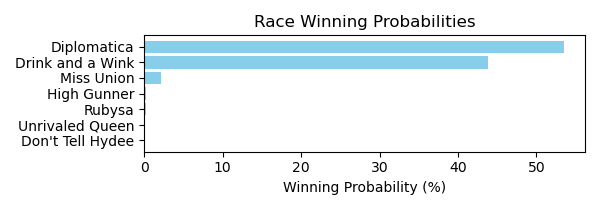 Race Winning Probabilities
Diplomatica
Drink and a Wink
Miss Union
High Gunner
Rubysa
Unrivaled Queen
Don't Tell Hydee
0 10 20 30 40 50
Winning Probability (%)